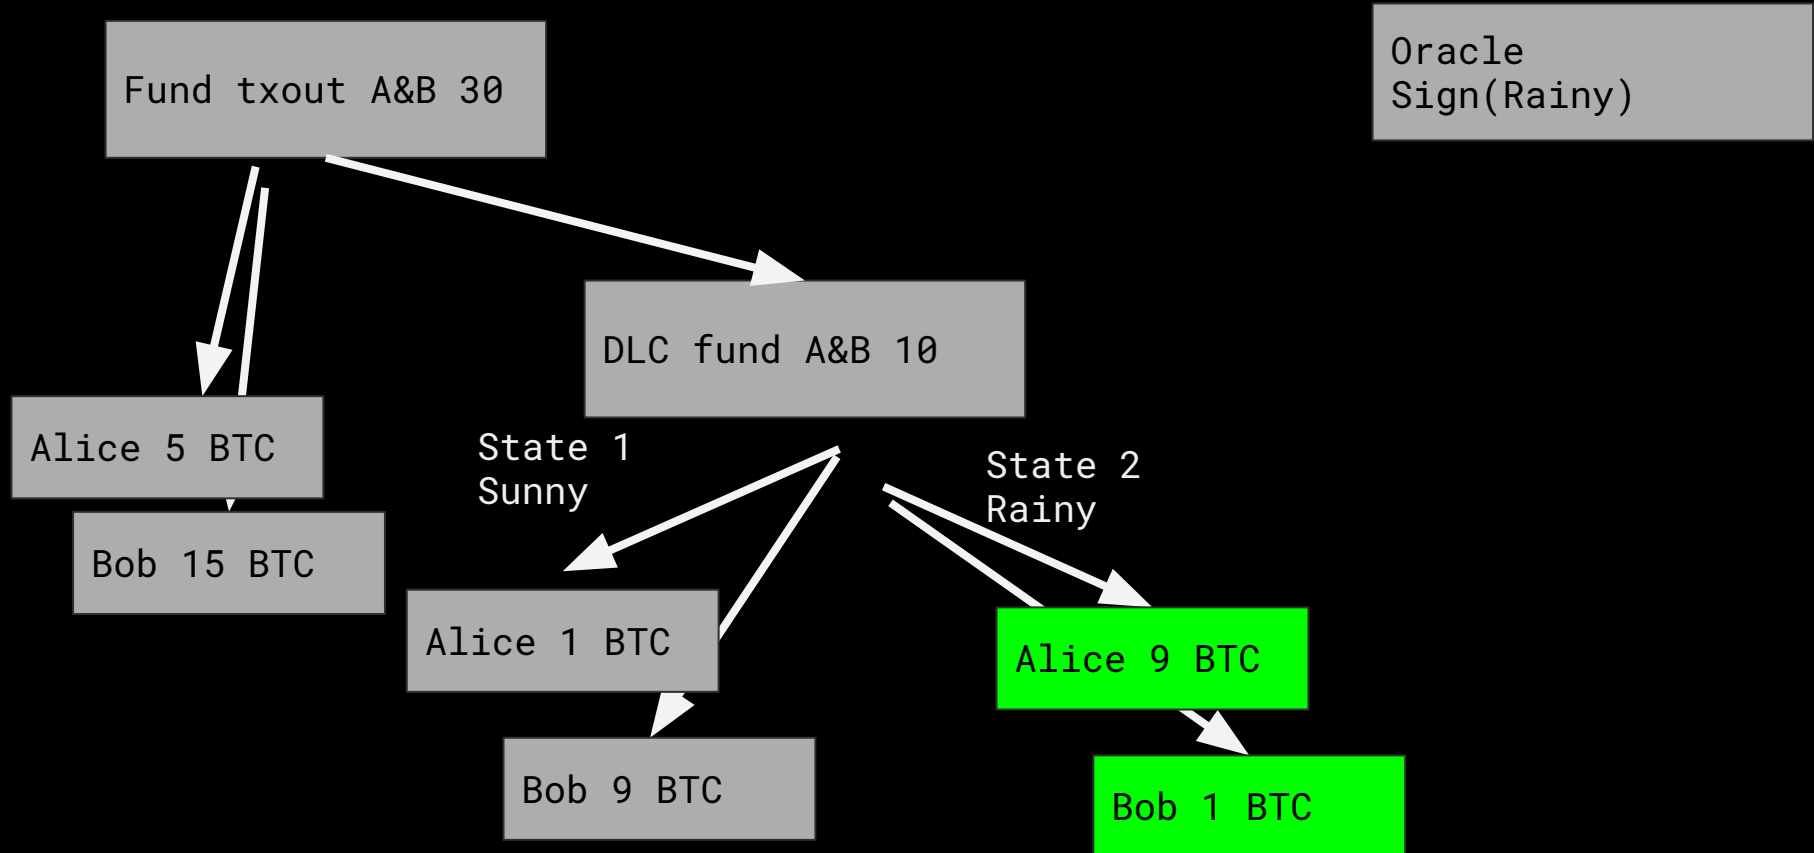 Fund txout A&B 30
Oracle
Sign(Rainy)
DLC fund A&B 10
Alice 5 BTC
Bob 15 BTC
State 1
Sunny
State 2
Rainy
Alice 1 BTC
Bob 9 BTC
Alice 9 BTC
Bob 1 BTC